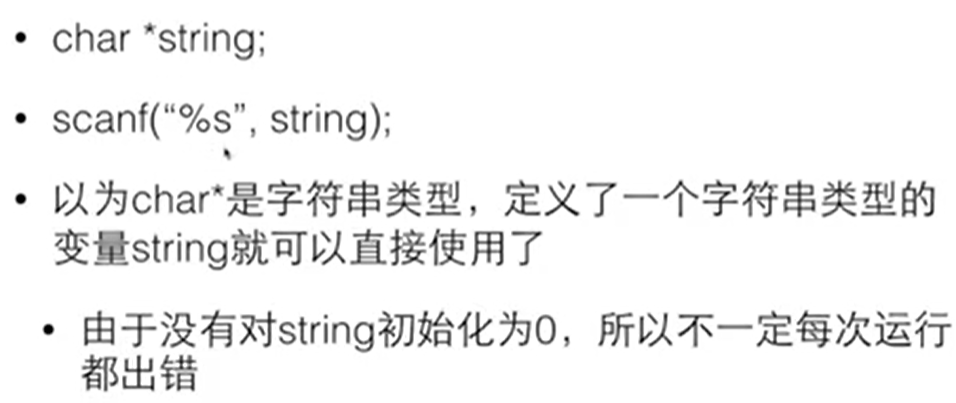 • char *string;
• scanf(“%s”, string);
• 以为char*是字符串类型，定义了一个字符串类型的
变量string就可以直接使用了
• 由于没有对string初始化为0，所以不一定每次运行
都出错